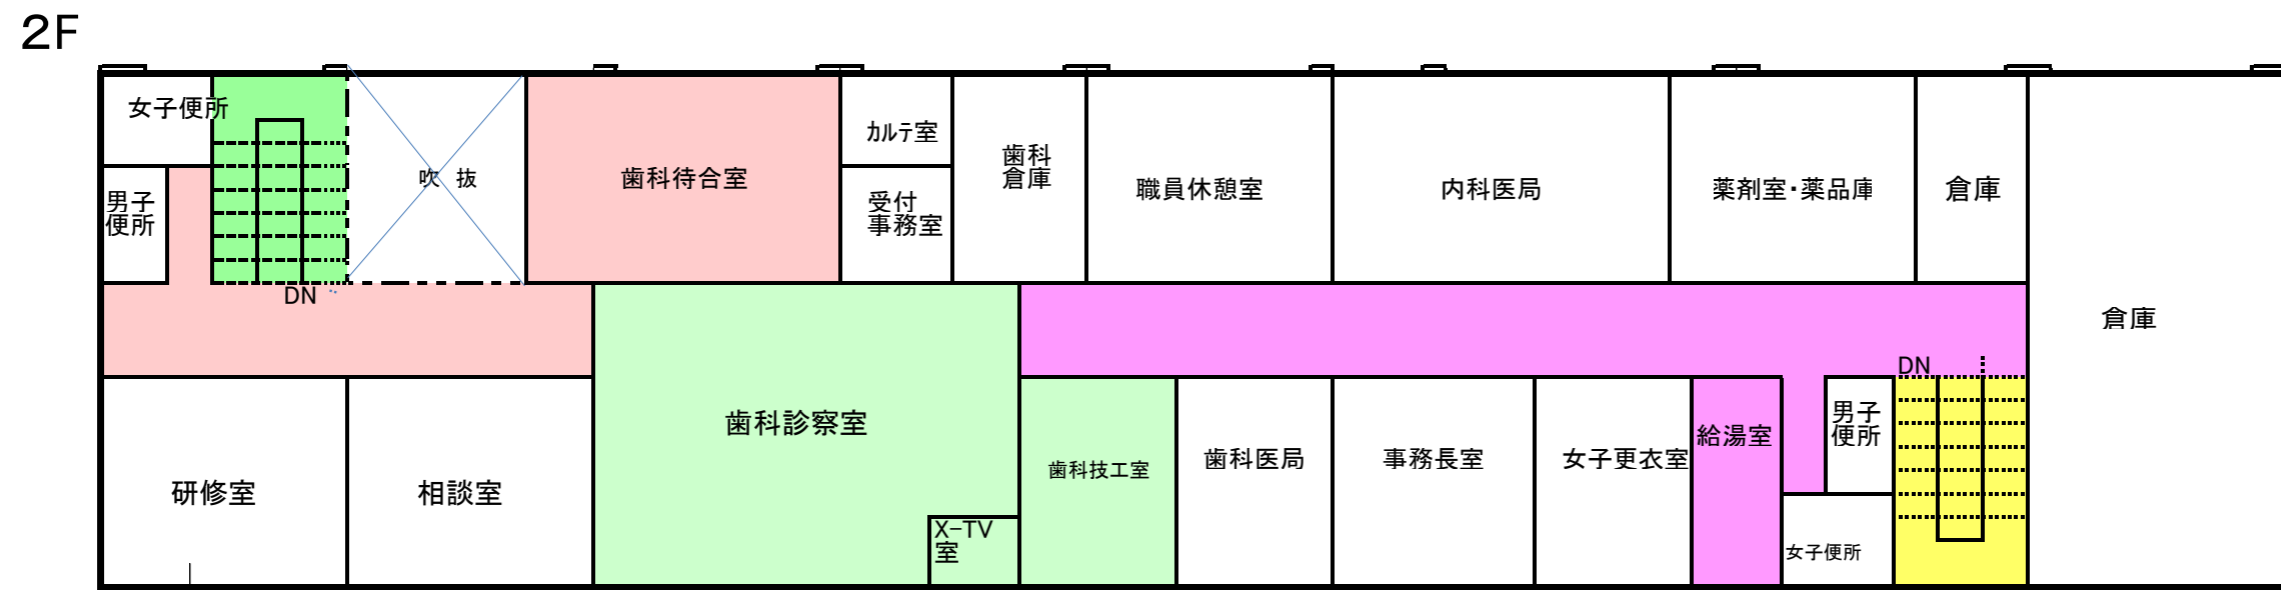 2F
女子便所
男子
便所
DN
吹 抜
歯科待合室
ｶﾙﾃ室
受付
事務室
歯科
倉庫
職員休憩室
内科医局
薬剤室・薬品庫
倉庫
倉庫
研修室
相談室
歯科診察室
X-TV
室
歯科技工室
歯科医局
事務長室
女子更衣室
給湯室
男子
便所
女子便所
DN